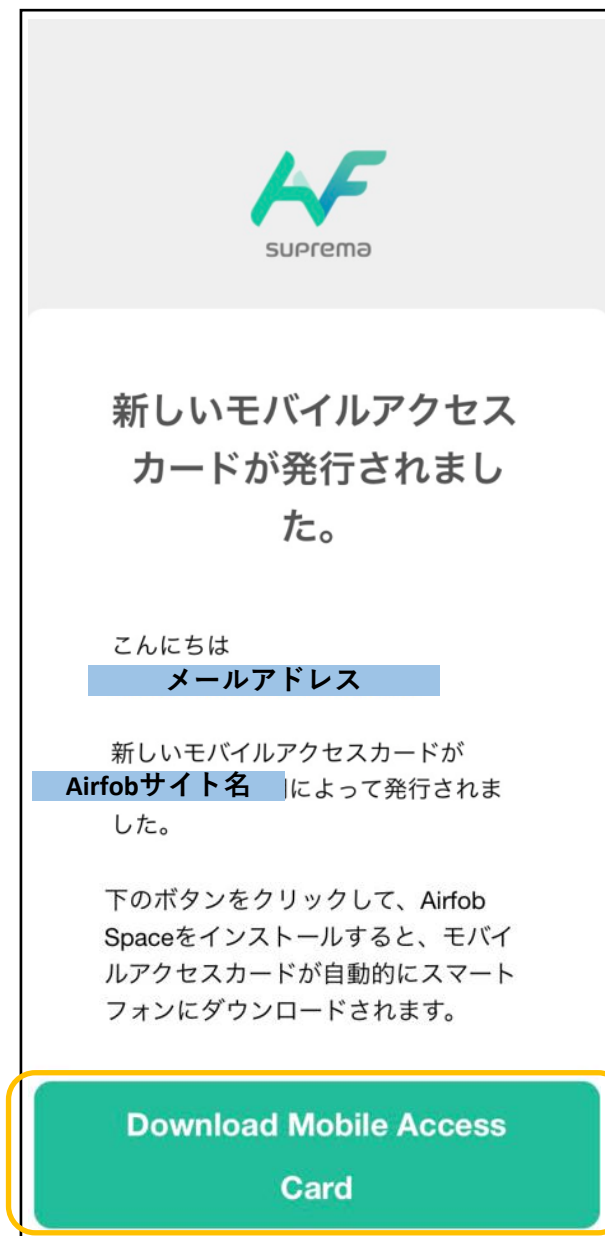 AF
suprema
新しいモバイルアクセス
カードが発行されまし
た。
こんにちは
メールアドレス
新しいモバイルアクセスカードが
Airfobサイト名 によって発行されま
した。
下のボタンをクリックして、Airfob
Spaceをインストールすると、モバイ
ルアクセスカードが自動的にスマート
フォンにダウンロードされます。
Download Mobile Access
Card